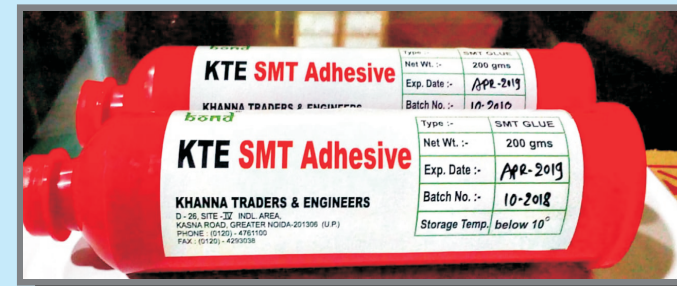 bond
Type :- SMT GLUE
KTE SMT Adhesive
Net Wt. :- 200 gms
Exp. Date :- APR-2019
KHANNA TRADERS & ENGINEERS
Batch No. :- 10-2018
bond
KTE SMT Adhesive
KHANNA TRADERS & ENGINEERS
D - 26, SITE - IV INDL. AREA,
KASNA ROAD, GREATER NOIDA-201306 (U.P.)
PHONE : (0120) - 4761100
FAX : (0120) - 4293038
Type :- SMT GLUE
Net Wt. :- 200 gms
Exp. Date :- APR-2019
Batch No. :- 10-2018
Storage Temp. below 10°